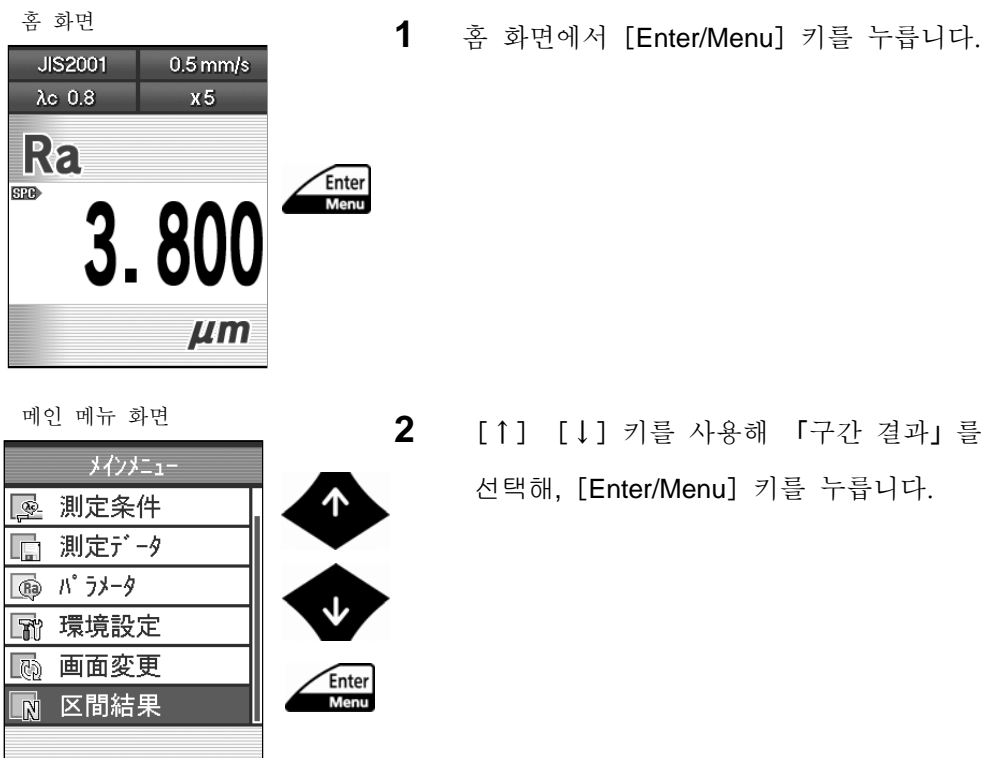 홈 화면
1 홈 화면에서 [Enter/Menu] 키를 누릅니다.
JIS2001 0.5 mm/s
λc 0.8 x5
Ra
SPC
3.800
µm
Enter
Menu
메인 메뉴 화면
2 [↑] [↓] 키를 사용해 「구간 결과」를
선택해, [Enter/Menu] 키를 누릅니다.
ﾒｲﾝﾒﾆｭｰ
測定条件
測定ﾃﾞｰﾀ
ﾊﾟﾗﾒｰﾀ
環境設定
画面変更
区間結果
↑
↓
Enter
Menu